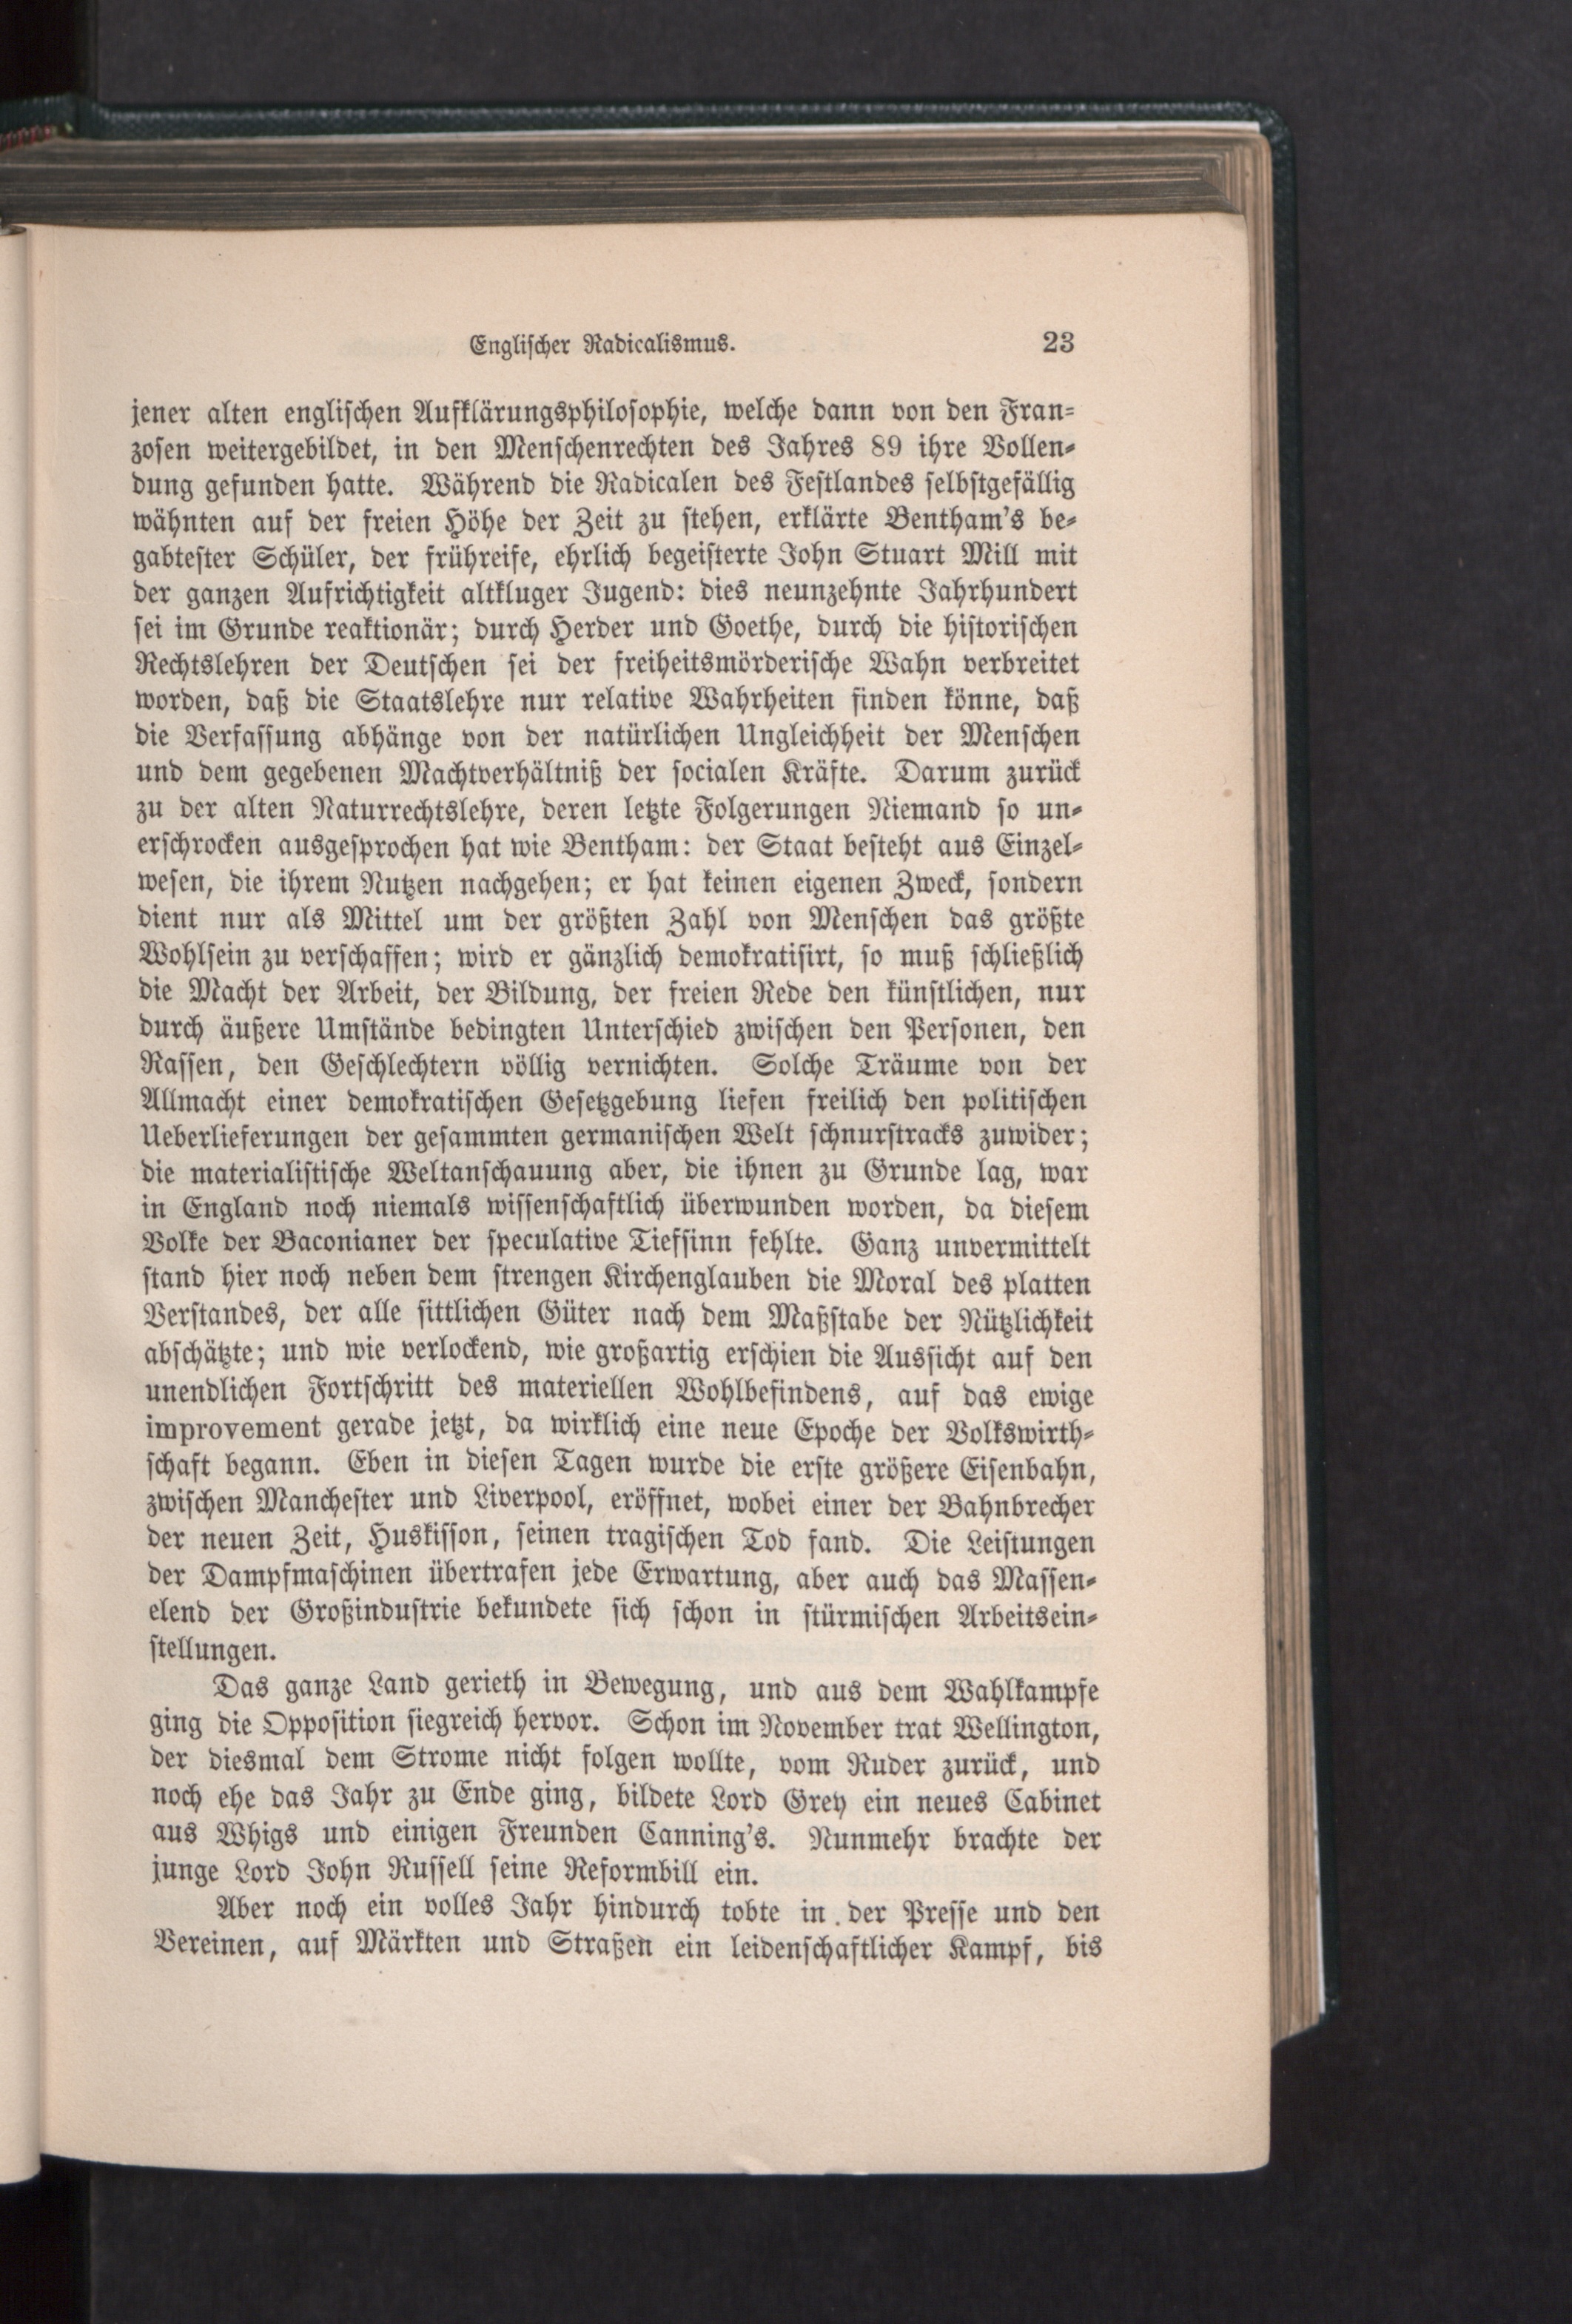 Englischer Radicalismus. 23
jener alten englischen Aufklärungsphilosophie, welche dann von den Fran-
zosen weitergebildet, in den Menschenrechten des Jahres 89 ihre Vollen-
dung gefunden hatte. Während die Radicalen des Festlandes selbstgefällig
wähnten auf der freien Höhe der Zeit zu stehen, erklärte Bentham's be-
gabtester Schüler, der frühreife, ehrlich begeisterte John Stuart Mill mit
der ganzen Aufrichtigkeit altkluger Jugend: dies neunzehnte Jahrhundert
sei im Grunde reaktionär; durch Herder und Goethe, durch die historischen
Rechtslehren der Deutschen sei der freiheitsmörderische Wahn verbreitet
worden, daß die Staatslehre nur relative Wahrheiten finden könne, daß
die Verfassung abhänge von der natürlichen Ungleichheit der Menschen
und dem gegebenen Machtverhältniß der socialen Kräfte. Darum zurück
zu der alten Naturrechtslehre, deren letzte Folgerungen Niemand so un-
erschrocken ausgesprochen hat wie Bentham: der Staat besteht aus Einzel-
wesen, die ihrem Nutzen nachgehen; er hat keinen eigenen Zweck, sondern
dient nur als Mittel um der größten Zahl von Menschen das größte
Wohlsein zu verschaffen; wird er gänzlich demokratisirt, so muß schließlich
die Macht der Arbeit, der Bildung, der freien Rede den künstlichen, nur
durch äußere Umstände bedingten Unterschied zwischen den Personen, den
Rassen, den Geschlechtern völlig vernichten. Solche Träume von der
Allmacht einer demokratischen Gesetzgebung liefen freilich den politischen
Ueberlieferungen der gesammten germanischen Welt schnurstracks zuwider;
die materialistische Weltanschauung aber, die ihnen zu Grunde lag, war
in England noch niemals wissenschaftlich überwunden worden, da diesem
Volke der Baconianer der speculative Tiefsinn fehlte. Ganz unvermittelt
stand hier noch neben dem strengen Kirchenglauben die Moral des platten
Verstandes, der alle sittlichen Güter nach dem Maßstabe der Nützlichkeit
abschätzte; und wie verlockend, wie großartig erschien die Aussicht auf den
unendlichen Fortschritt des materiellen Wohlbefindens, auf das ewige
improvement gerade jetzt, da wirklich eine neue Epoche der Volkswirth-
schaft begann. Eben in diesen Tagen wurde die erste größere Eisenbahn,
zwischen Manchester und Liverpool, eröffnet, wobei einer der Bahnbrecher
der neuen Zeit, Huskisson, seinen tragischen Tod fand. Die Leistungen
der Dampfmaschinen übertrafen jede Erwartung, aber auch das Massen-
elend der Großindustrie bekundete sich schon in stürmischen Arbeitsein-
stellungen.
Das ganze Land gerieth in Bewegung, und aus dem Wahlkampfe
ging die Opposition siegreich hervor. Schon im November trat Wellington,
der diesmal dem Strome nicht folgen wollte, vom Ruder zurück, und
noch ehe das Jahr zu Ende ging, bildete Lord Grey ein neues Cabinet
aus Whigs und einigen Freunden Canning's. Nunmehr brachte der
junge Lord John Russell seine Reformbill ein.
Aber noch ein volles Jahr hindurch tobte in der Presse und den
Vereinen, auf Märkten und Straßen ein leidenschaftlicher Kampf, bis